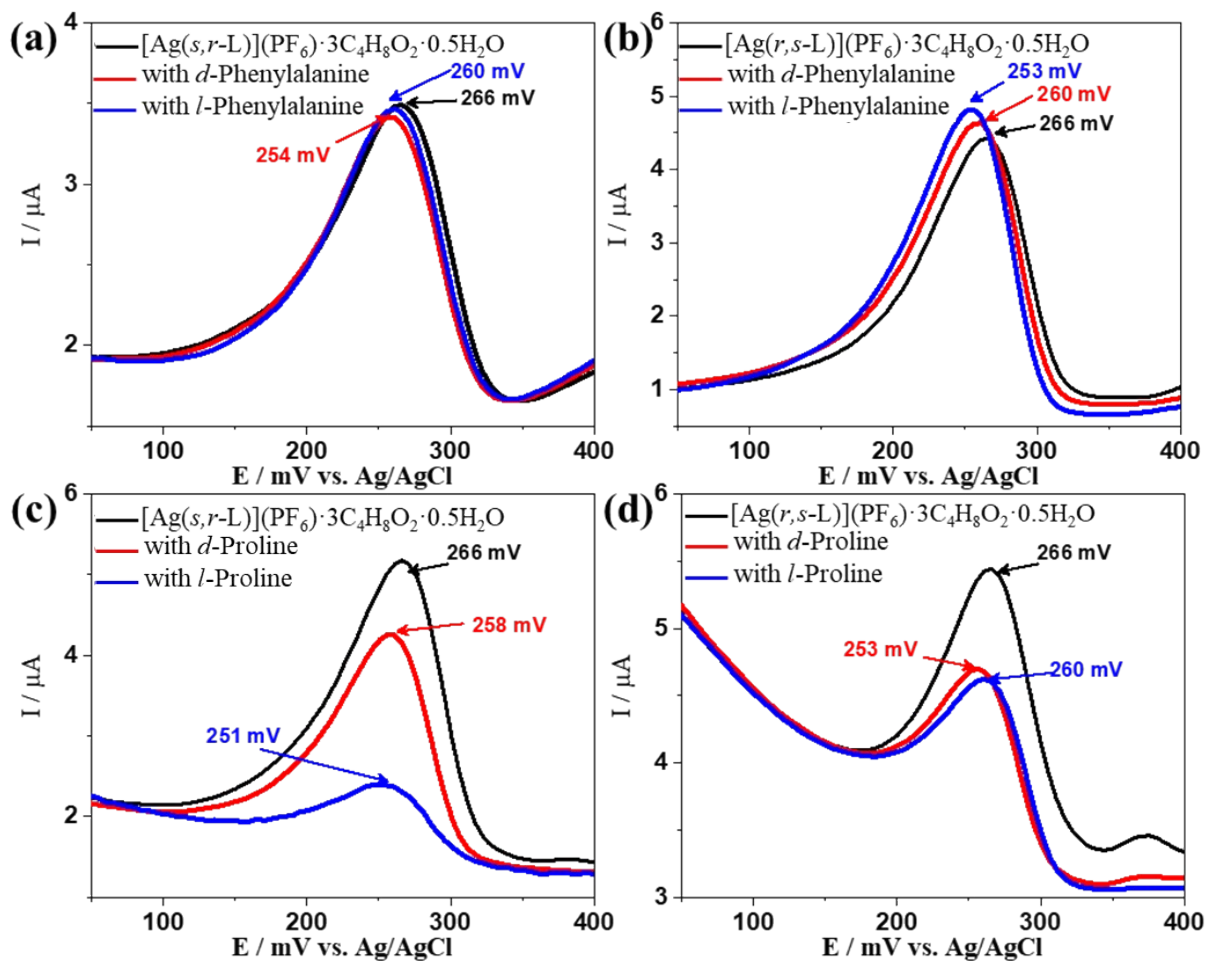 (a)
[Ag(s,r-L)](PF₆)·3C₄H₈O₂·0.5H₂O
with d-Phenylalanine
with l-Phenylalanine
260 mV
266 mV
254 mV
4
3
2
I / μA
100
200
300
400
E / mV vs. Ag/AgCl
(b)
[Ag(r,s-L)](PF₆)·3C₄H₈O₂·0.5H₂O
with d-Phenylalanine
with l-Phenylalanine
253 mV
260 mV
266 mV
6
5
4
3
2
1
I / μA
100
200
300
400
E / mV vs. Ag/AgCl
(c)
[Ag(s,r-L)](PF₆)·3C₄H₈O₂·0.5H₂O
with d-Proline
with l-Proline
266 mV
258 mV
251 mV
6
4
2
I / μA
100
200
300
400
E / mV vs. Ag/AgCl
(d)
[Ag(r,s-L)](PF₆)·3C₄H₈O₂·0.5H₂O
with d-Proline
with l-Proline
266 mV
253 mV
260 mV
6
5
4
3
I / μA
100
200
300
400
E / mV vs. Ag/AgCl